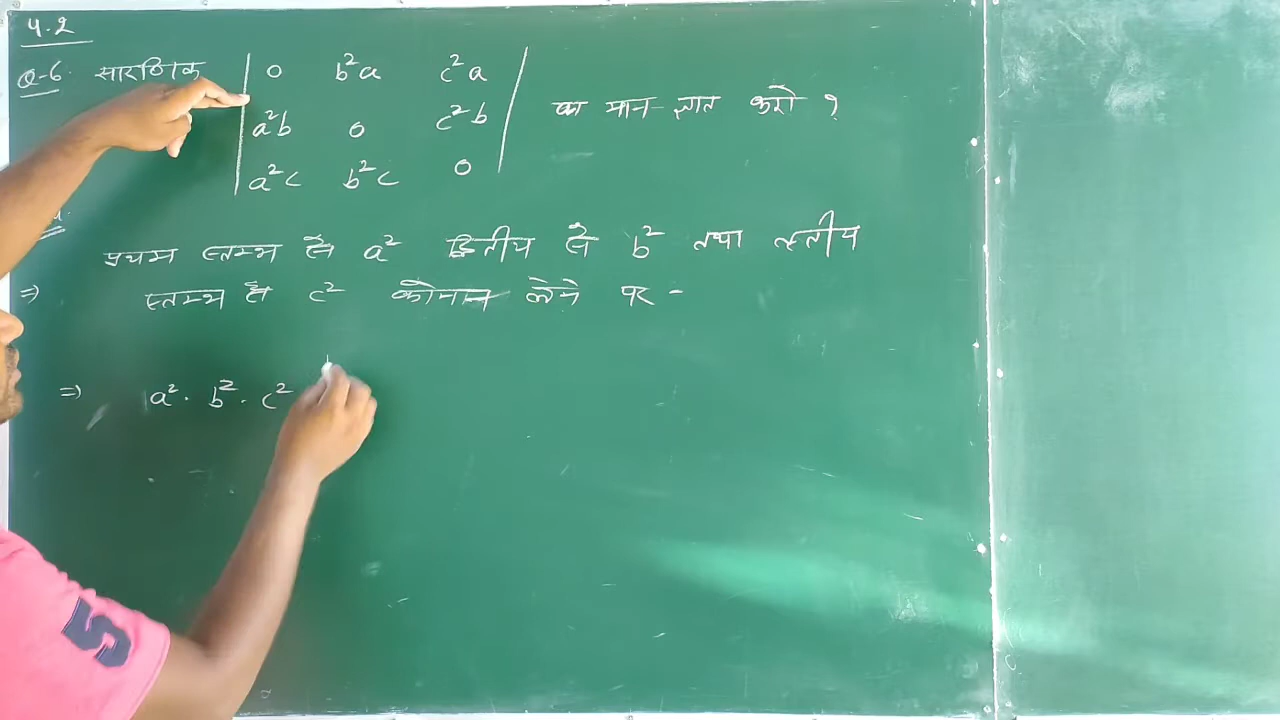 4.2
Q-6. सारणिक | 0 b²a c²a | का मान ज्ञात करो ?
a²b 0 c²b
a²c b²c 0
प्रथम स्तम्भ से a² द्वितीय से b² तथा तृतीय
⇒ स्तम्भ से c² कोमान लेने पर -
⇒ a² . b² . c²
5